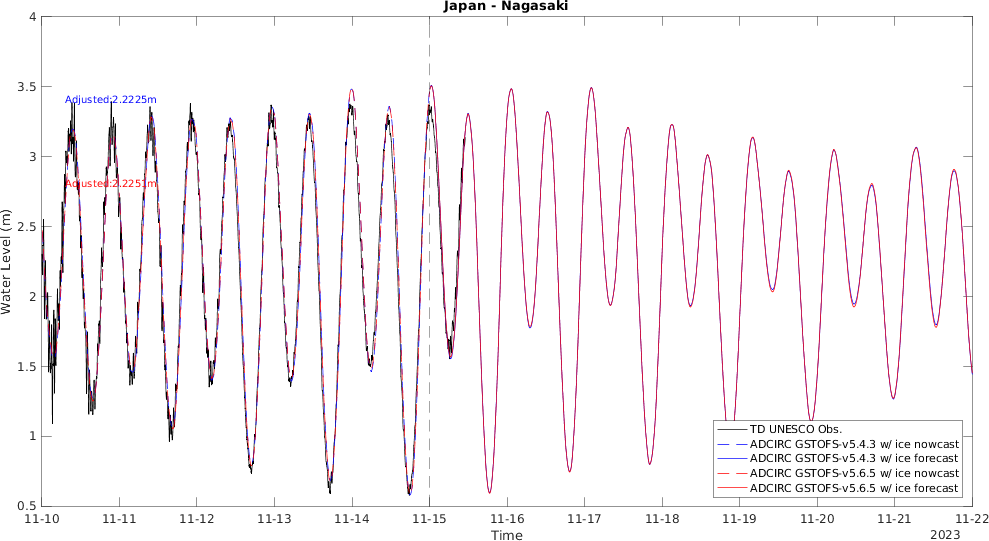 Japan - Nagasaki
4
3.5
3
2.5
2
1.5
1
0.5
Water Level (m)
Adjusted:2.2225m
Adjusted:2.2251m
TD UNESCO Obs.
ADCIRC GSTOFS-v5.4.3 w/ ice nowcast
ADCIRC GSTOFS-v5.4.3 w/ ice forecast
ADCIRC GSTOFS-v5.6.5 w/ ice nowcast
ADCIRC GSTOFS-v5.6.5 w/ ice forecast
11-10 11-11 11-12 11-13 11-14 11-15 11-16 11-17 11-18 11-19 11-20 11-21 11-22
Time
2023